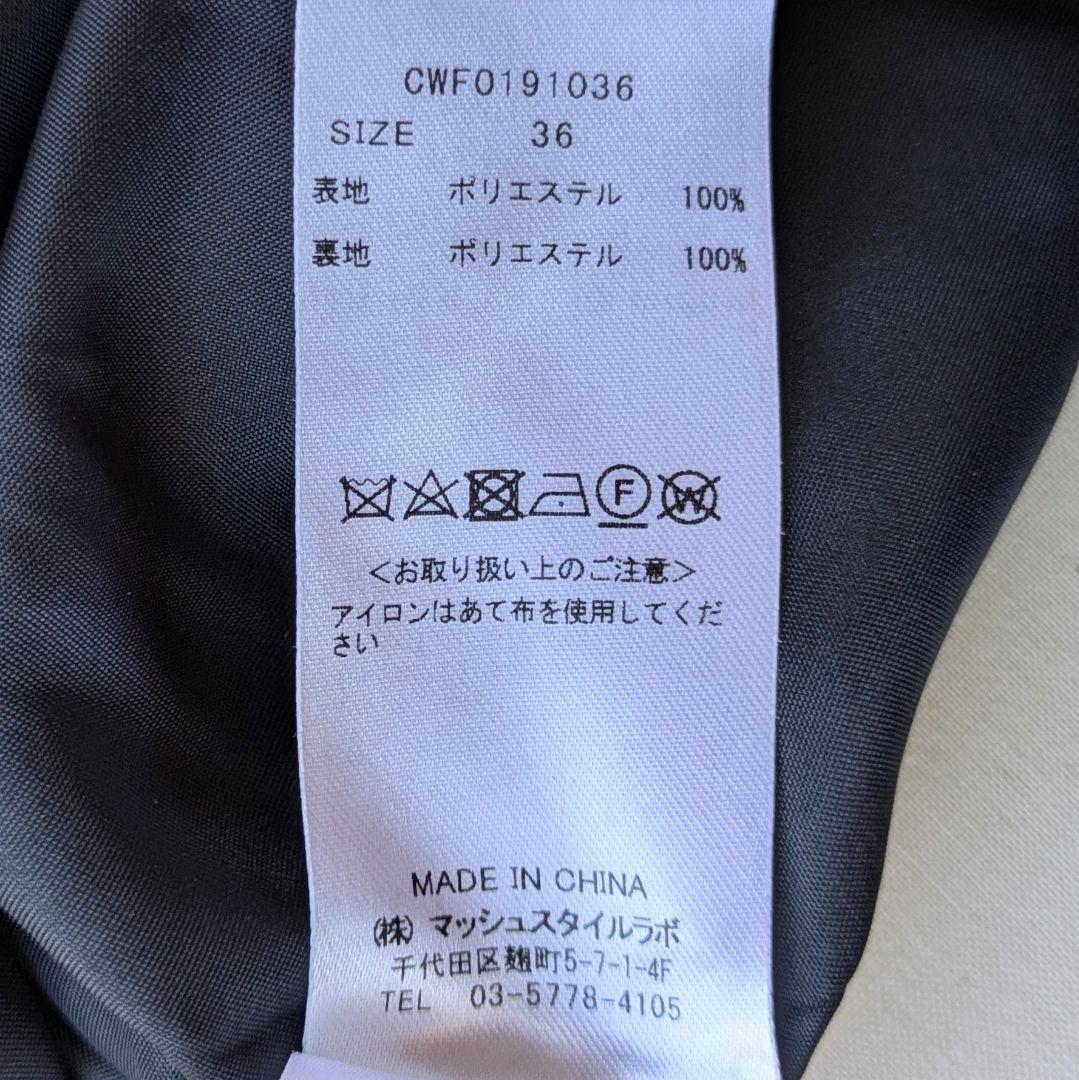 CWF0191036
SIZE 36
表地 ポリエステル 100%
裏地 ポリエステル 100%
F W
＜お取り扱い上のご注意＞
アイロンはあて布を使用してくだ
さい
MADE IN CHINA
(株) マッシュスタイルラボ
千代田区麹町5-7-1-4F
TEL 03-5778-4105